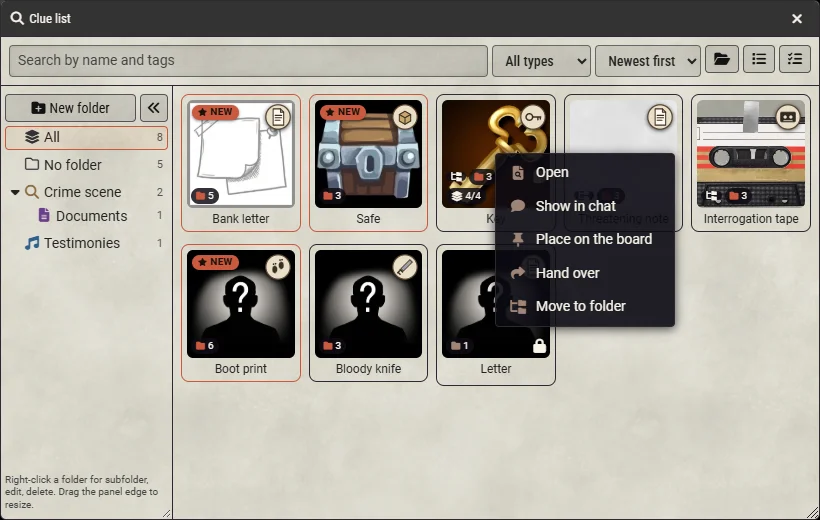 Clue list
Search by name and tags
All types
Newest first
New folder
All 8
No folder 5
Crime scene 2
Documents 1
Testimonies 1
Right-click a folder for subfolder,
edit, delete. Drag the panel edge to
resize.
NEW
5
Bank letter
NEW
3
Safe
3
4/4
Threatening note
3
Interrogation tape
Open
Show in chat
Place on the board
Hand over
Move to folder
NEW
6
Boot print
3
Bloody knife
1
Letter